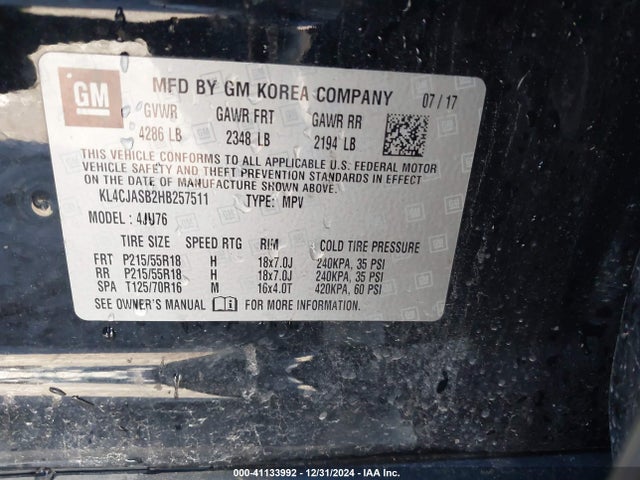 GM
MFD BY GM KOREA COMPANY 07 / 17
GVWR GAWR FRT GAWR RR
4286 LB 2348 LB 2194 LB
THIS VEHICLE CONFORMS TO ALL APPLICABLE U.S. FEDERAL MOTOR
VEHICLE SAFETY AND THEFT PREVENTION STANDARDS IN EFFECT
ON THE DATE OF MANUFACTURE SHOWN ABOVE.
KL4CJASB2HB257511 TYPE: MPV
MODEL : 4JV76
TIRE SIZE SPEED RTG RIM COLD TIRE PRESSURE
FRT P215/55R18 H 18x7.0J 240KPA, 35 PSI
RR P215/55R18 H 18x7.0J 240KPA, 35 PSI
SPA T125/70R16 M 16x4.0T 420KPA, 60 PSI
SEE OWNER'S MANUAL FOR ADDITIONAL INFORMATION.
000-41133992 - 12/31/2024 - IAA Inc.